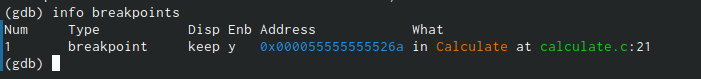 (gdb) info breakpoints
Num Type Disp Enb Address What
1 breakpoint keep y 0x000055555555526a in Calculate at calculate.c:21
(gdb)